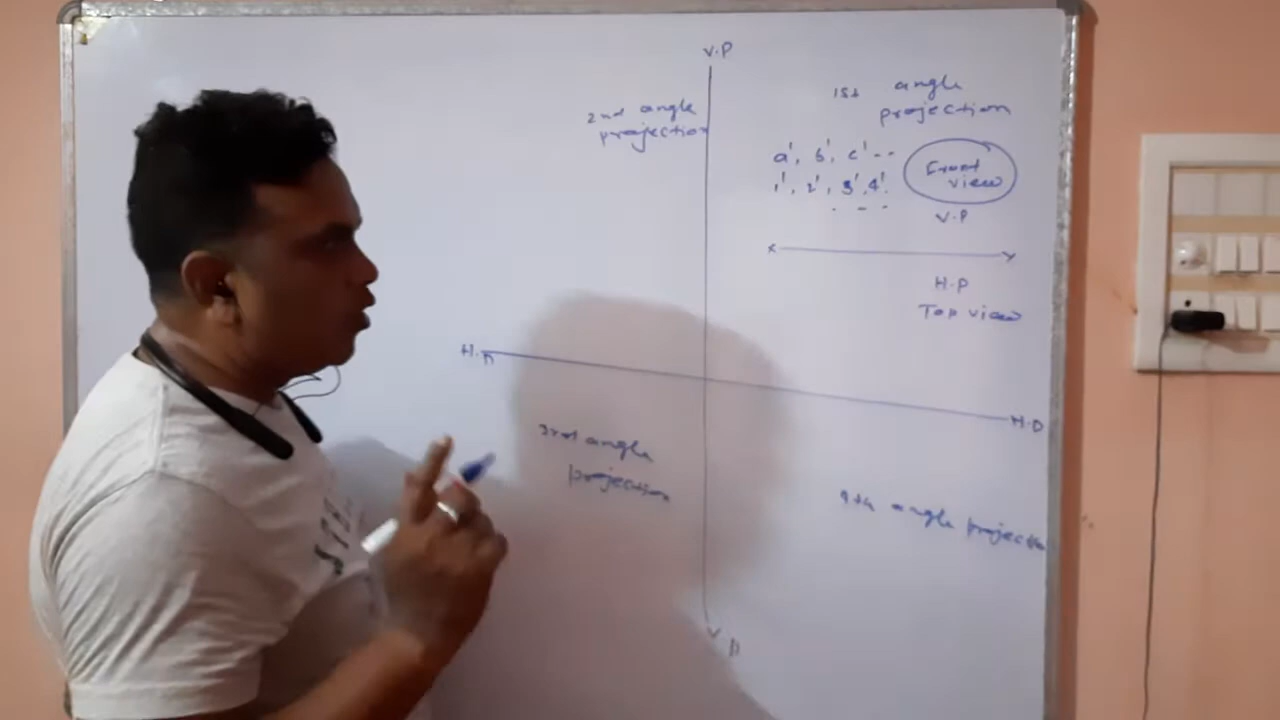 V.P
1st angle
projection
2nd angle
projection
a', b', c' - -
1', 2', 3', 4'.
. - -
Front
view
V.P
X Y
H.P
Top view
H.P
H.P
3rd angle
projection
4th angle projection
V P